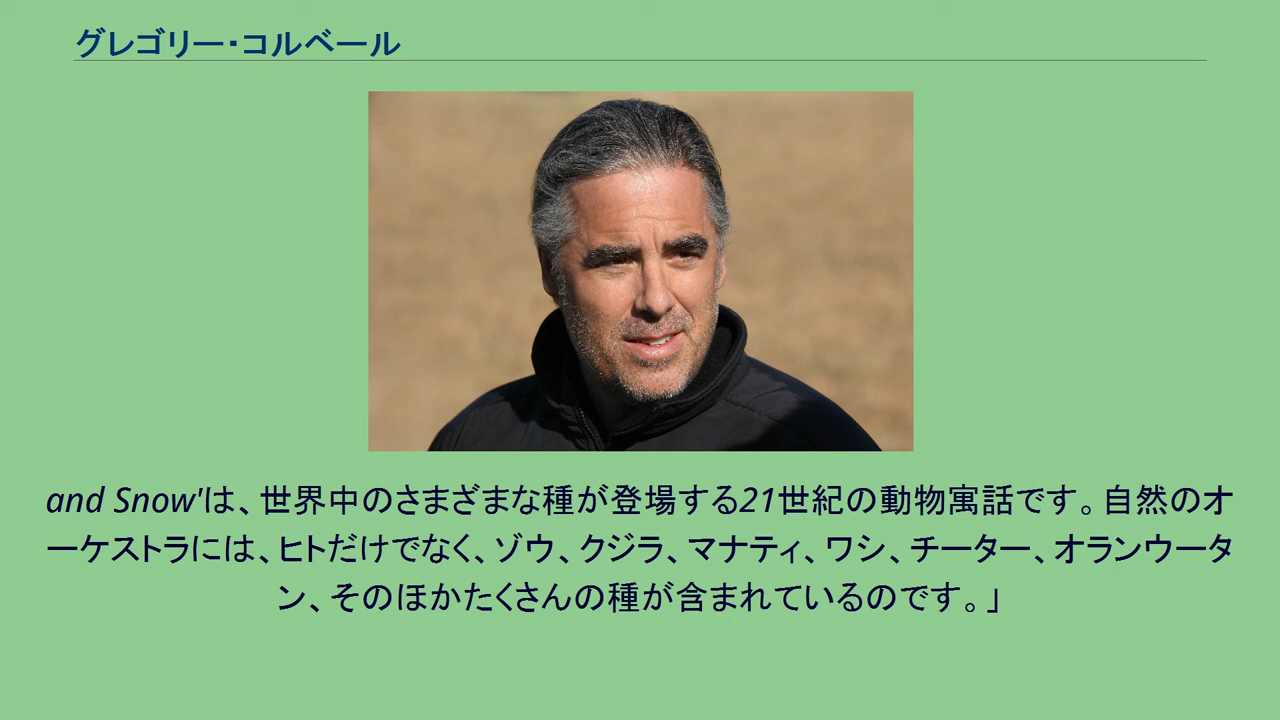 グレゴリー・コルベール
and Snow'は、世界中のさまざまな種が登場する21世紀の動物寓話です。自然のオ
ーケストラには、ヒトだけでなく、ゾウ、クジラ、マナティ、ワシ、チーター、オランウータ
ン、そのほかたくさんの種が含まれているのです。」